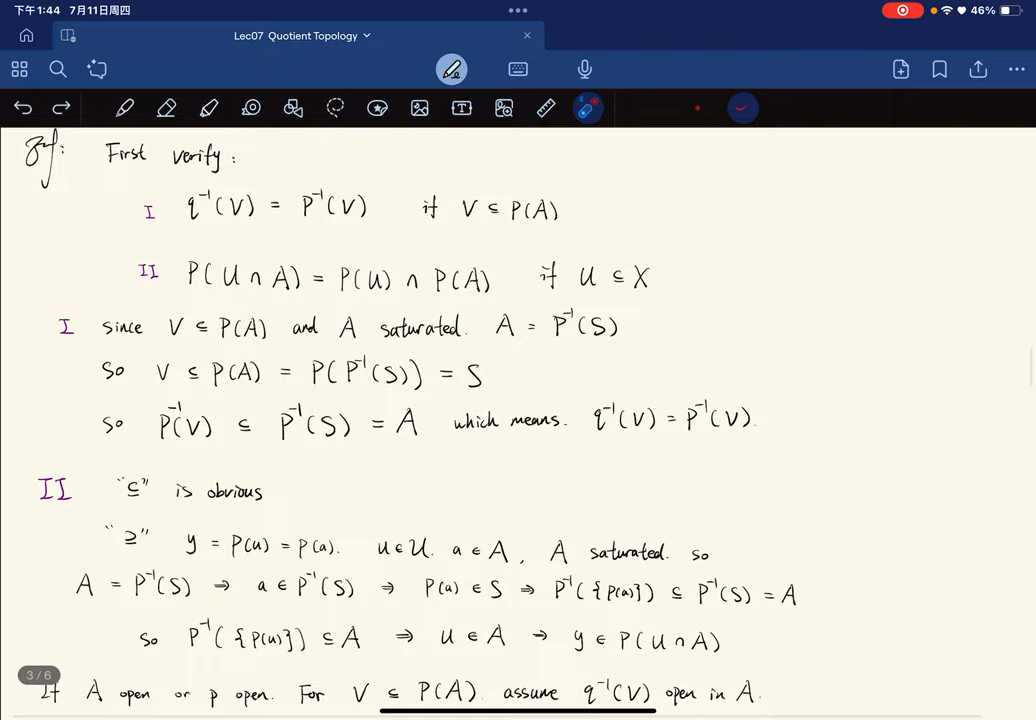 下午1:44 7月11日周四
46%
Lec07 Quotient Topology
Pf: First verify:
I q⁻¹(V) = P⁻¹(V) if V ⊆ P(A)
II P(U ∩ A) = P(U) ∩ P(A) if U ⊆ X
I since V ⊆ P(A) and A saturated. A = P⁻¹(S)
So V ⊆ P(A) = P(P⁻¹(S)) = S
So P⁻¹(V) ⊆ P⁻¹(S) = A which means. q⁻¹(V) = P⁻¹(V).
II "⊆" is obvious
"⊇" y = P(u) = P(a). u ∈ U. a ∈ A, A saturated. so
A = P⁻¹(S) ⇒ a ∈ P⁻¹(S) ⇒ P(a) ∈ S ⇒ P⁻¹({P(a)}) ⊆ P⁻¹(S) = A
So P⁻¹({P(u)}) ⊆ A ⇒ u ∈ A ⇒ y ∈ P(U ∩ A)
3 / 6
If A open or p open. For V ⊆ P(A). assume q⁻¹(V) open in A.